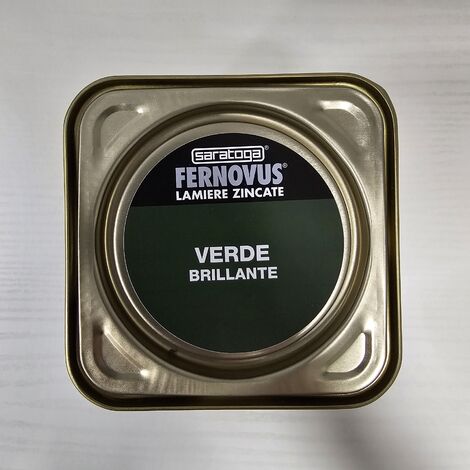 saratoga®
FERNOVUS®
LAMIERE ZINCATE
VERDE
BRILLANTE